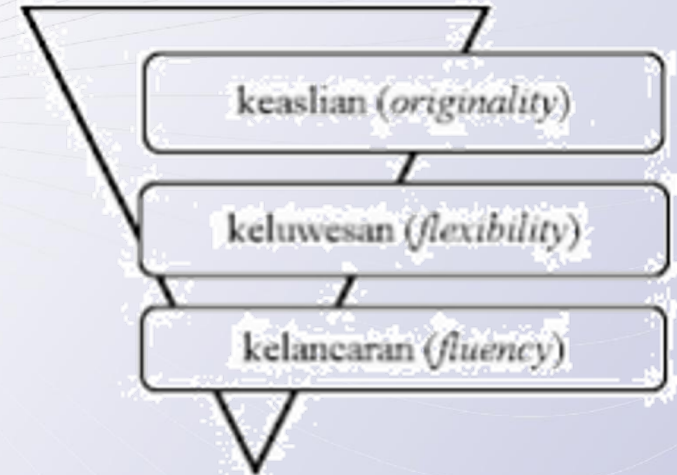 keaslian (originality)
keluwesan (flexibility)
kelancaran (fluency)